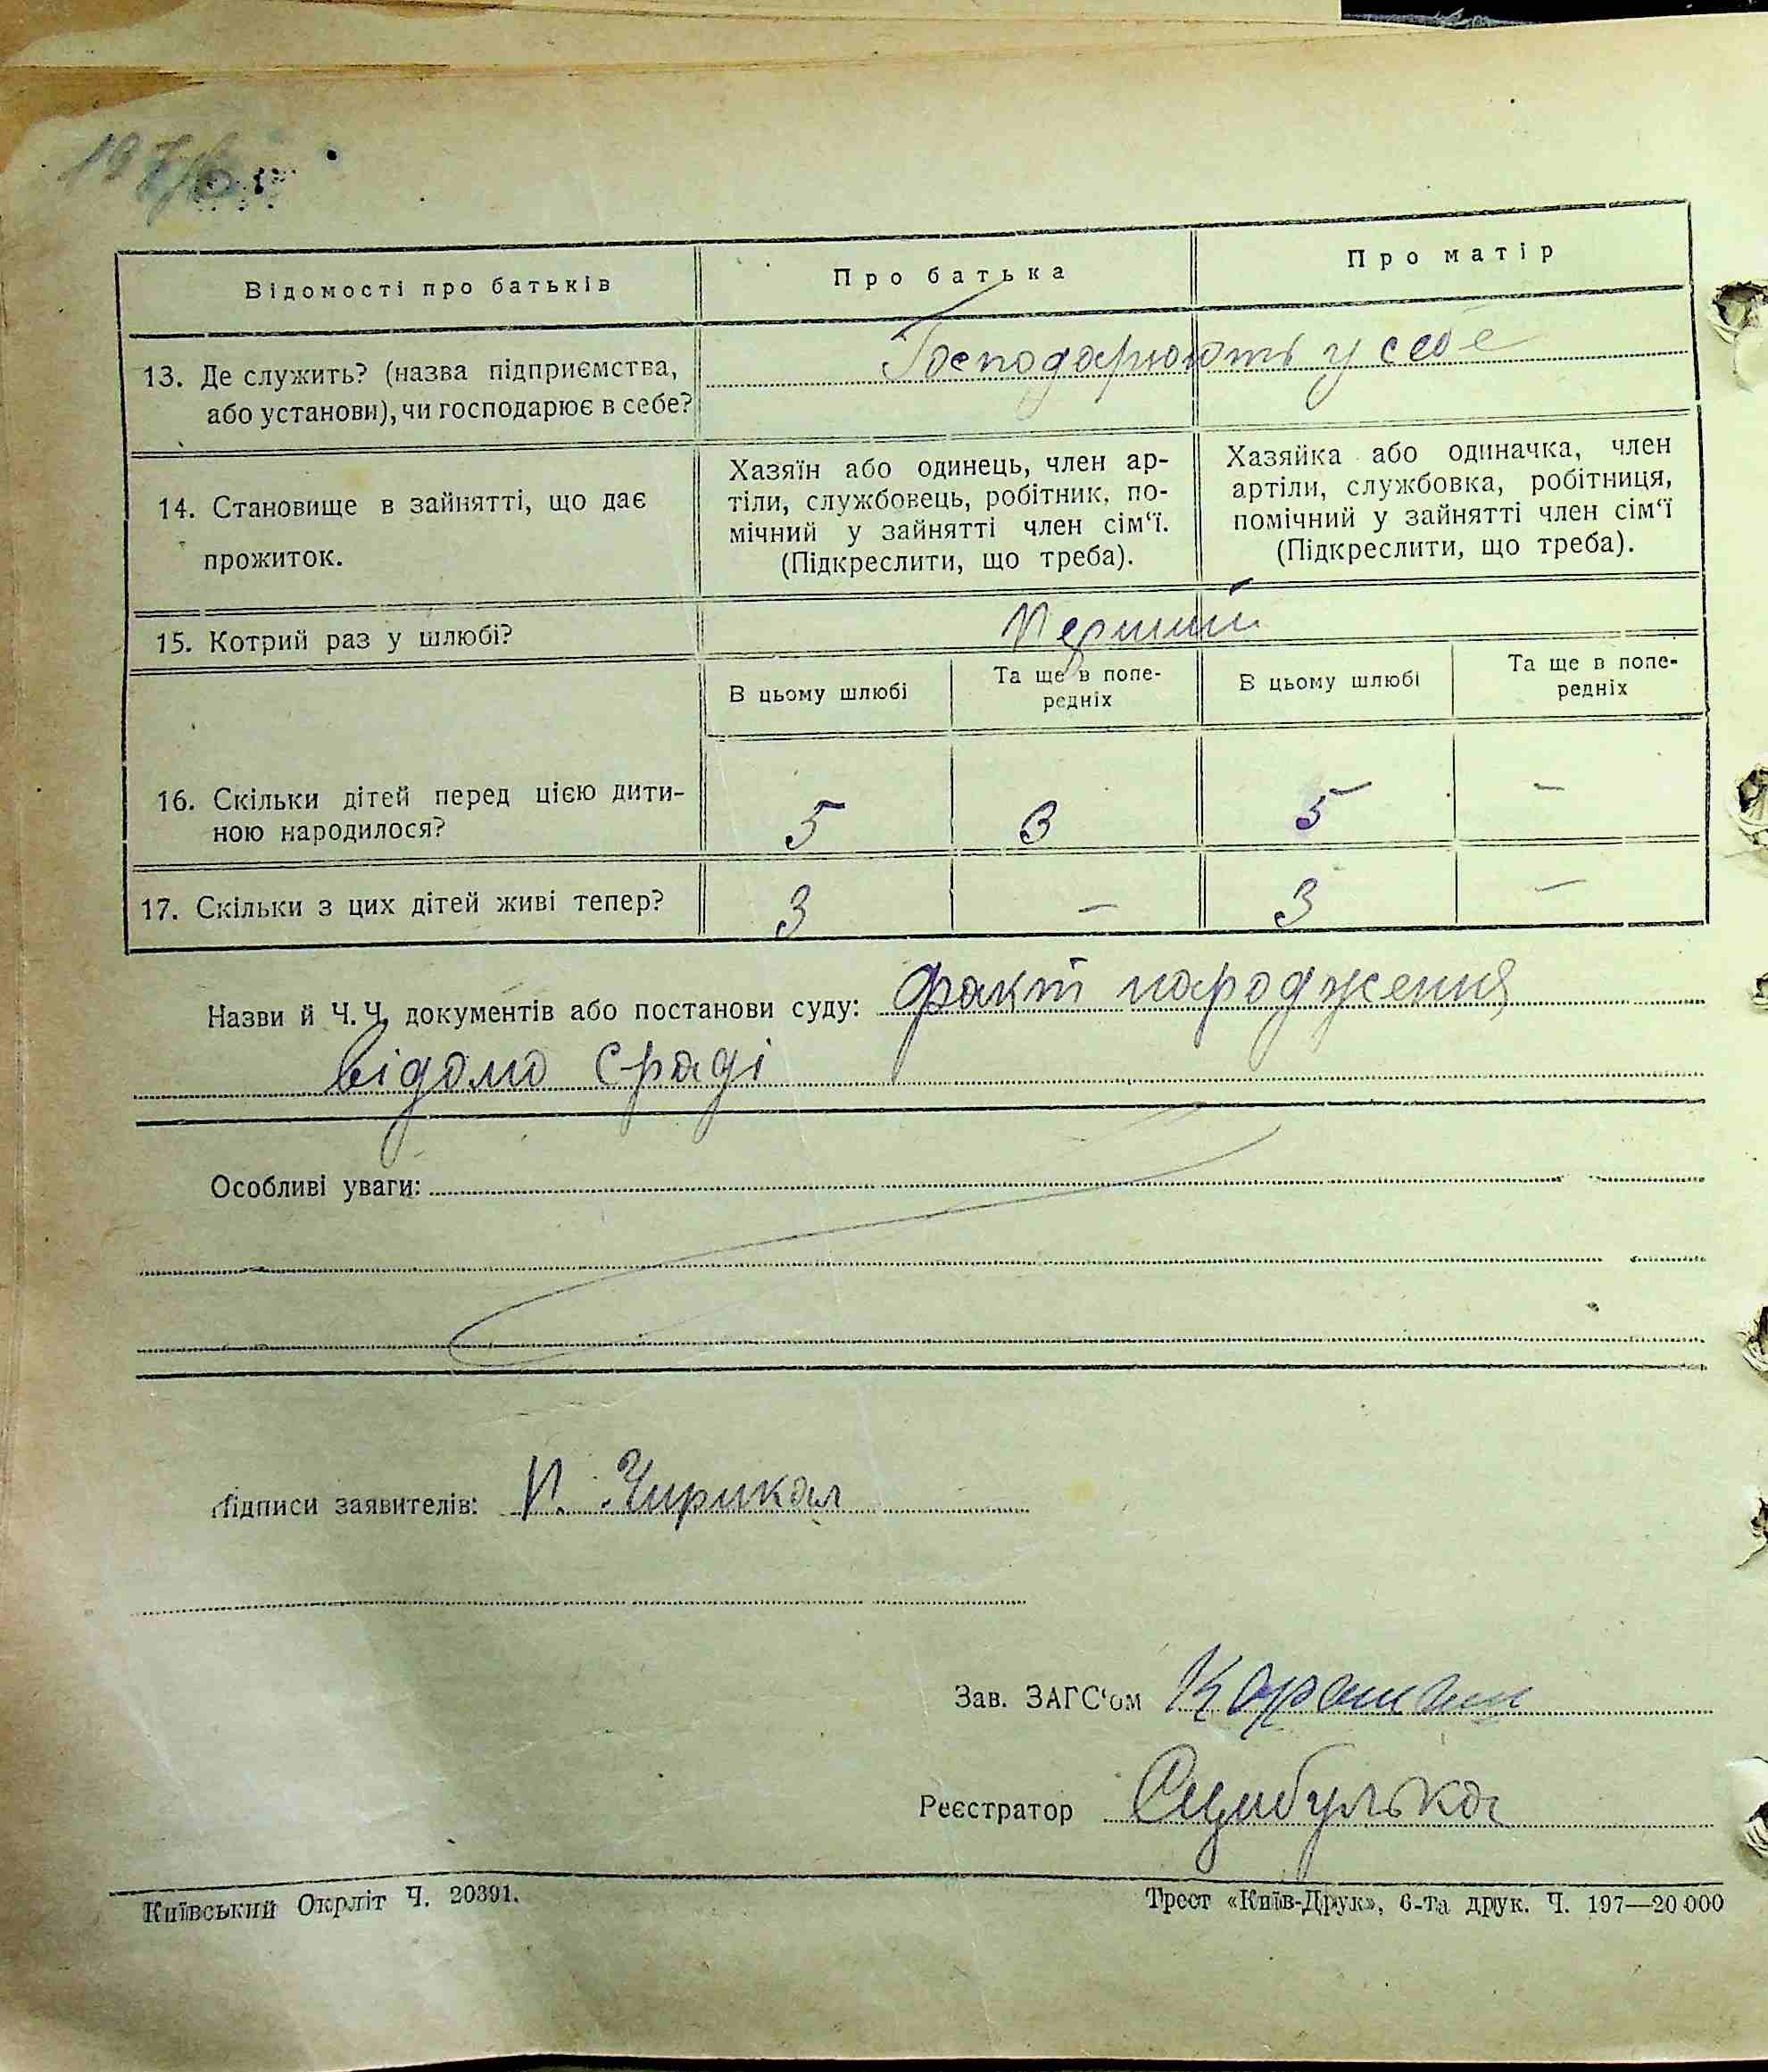 Відомості про батьків
Про батька
Про матір
13. Де служить? (назва підприємства,
або установи), чи господарює в себе?
Господарюють у себе
14. Становище в зайнятті, що дає
прожиток.
Хазяїн або одинець, член ар-
тіли, службовець, робітник, по-
мічний у зайнятті член сім‘ї.
(Підкреслити, що треба).
Хазяйка або одиначка, член
артіли, службовка, робітниця,
помічний у зайнятті член сім‘ї
(Підкреслити, що треба).
15. Котрий раз у шлюбі?
Перший
В цьому шлюбі
Та ще в попе-
редніх
В цьому шлюбі
Та ще в попе-
редніх
16. Скільки дітей перед цією дити-
ною народилося?
5 3 5 –
17. Скільки з цих дітей живі тепер?
3 – 3 –
Назви й Ч.Ч. документів або постанови суду: факт народження
відомо с раді
Особливі уваги:
Підписи заявителів: П. Чирикал
Зав. ЗАГС‘ом
Реєстратор Сцибулька
Київський Окрліт Ч. 20391.
Трест «Київ-Друк», 6-та друк. Ч. 197—20 000